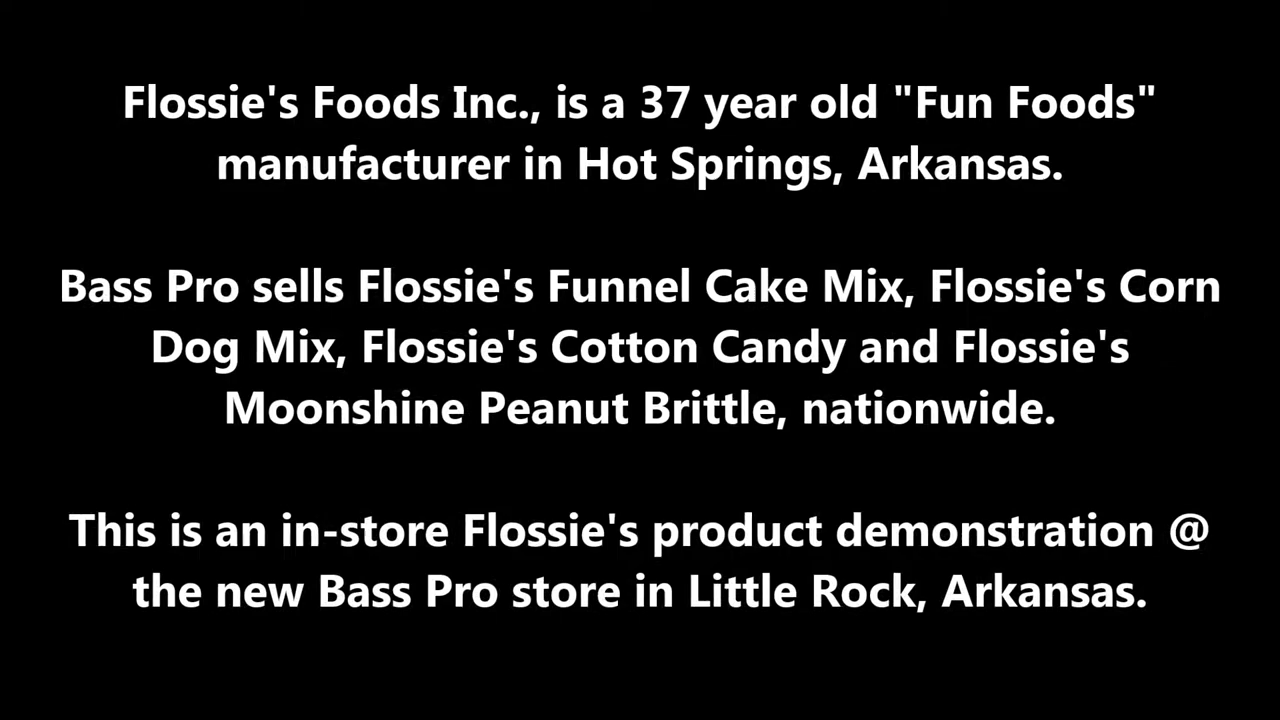 Flossie's Foods Inc., is a 37 year old "Fun Foods"
manufacturer in Hot Springs, Arkansas.
Bass Pro sells Flossie's Funnel Cake Mix, Flossie's Corn
Dog Mix, Flossie's Cotton Candy and Flossie's
Moonshine Peanut Brittle, nationwide.
This is an in-store Flossie's product demonstration @
the new Bass Pro store in Little Rock, Arkansas.